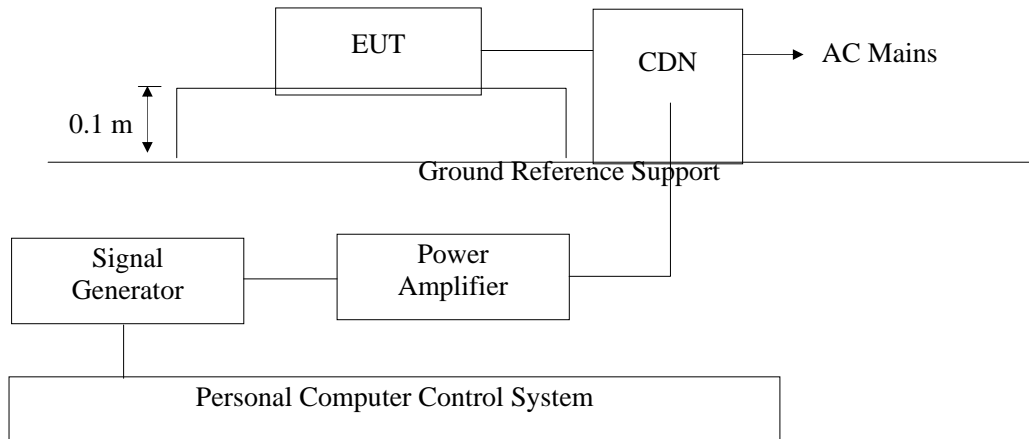 EUT
CDN
AC Mains
0.1 m
Ground Reference Support
Signal
Generator
Power
Amplifier
Personal Computer Control System